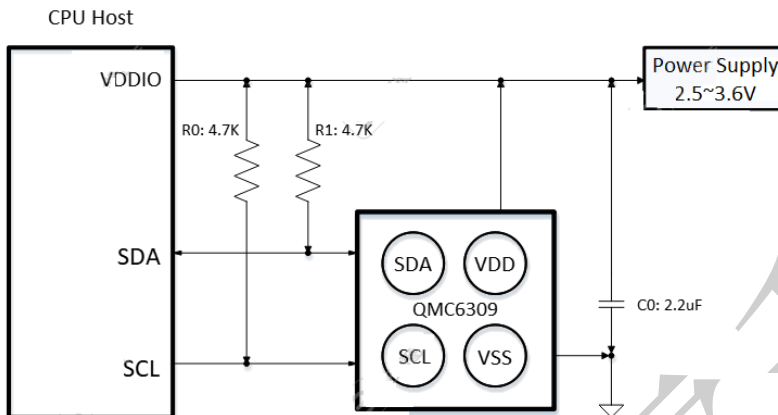 CPU Host
VDDIO
Power Supply
2.5~3.6V
R0: 4.7K
R1: 4.7K
SDA
SDA
VDD
QMC6309
C0: 2.2uF
SCL
SCL
VSS